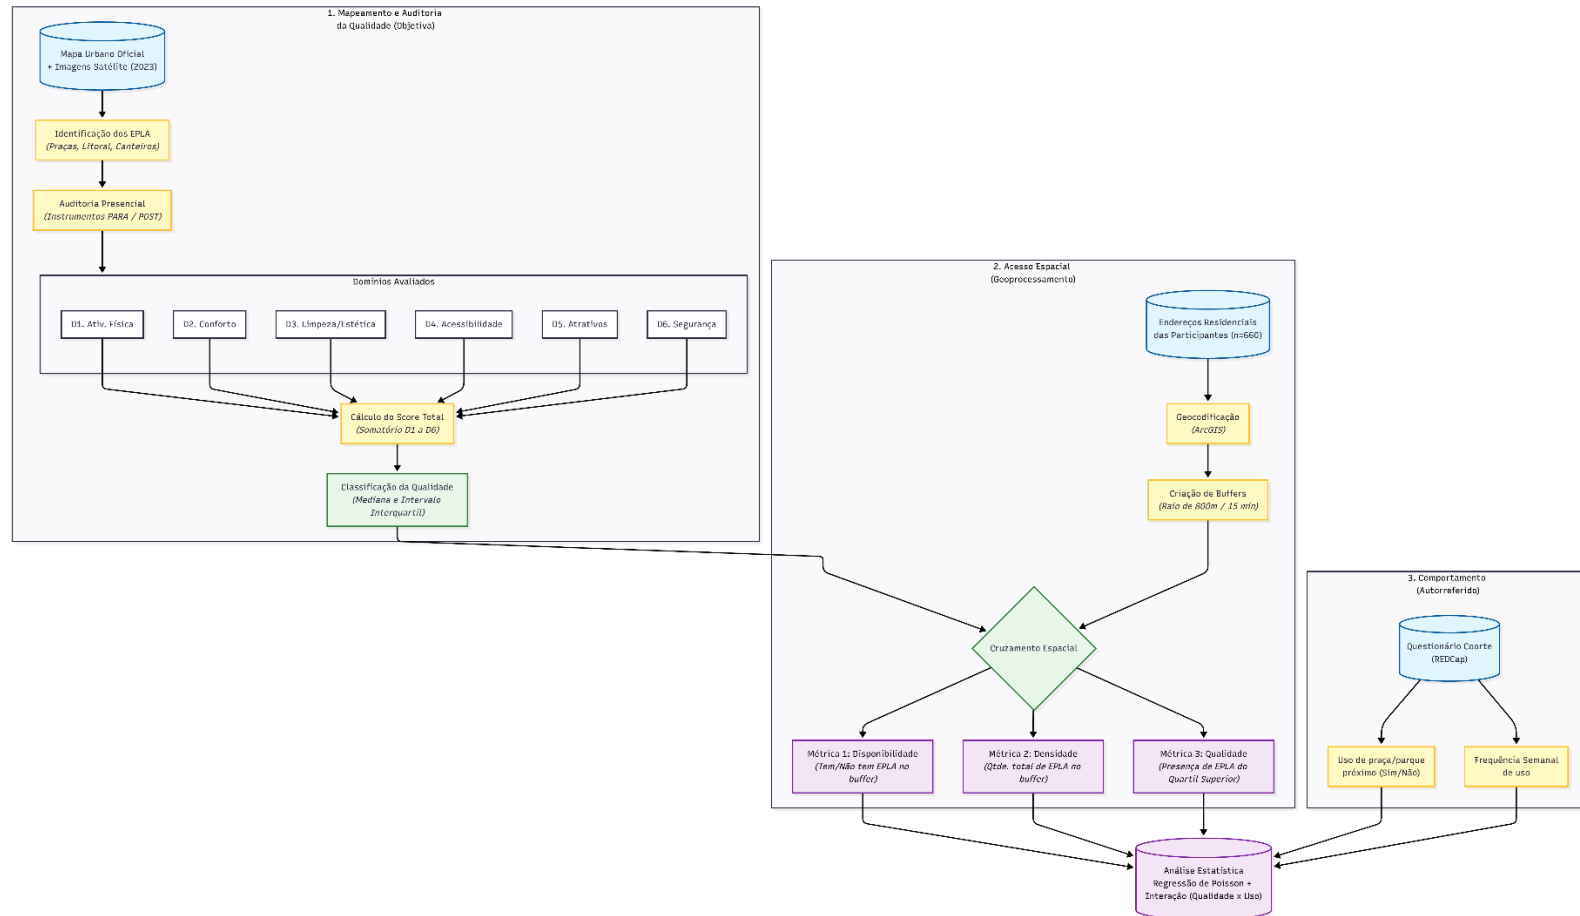 1. Mapeamento e Auditoria
da Qualidade (Objetiva)
Mapa Urbano Oficial
+ Imagens Satélite (2023)
Identificação dos EPLA
(Praças, Litoral, Canteiros)
Auditoria Presencial
(Instrumentos PARA / POST)
Domínios Avaliados
D1. Ativ. Física
D2. Conforto
D3. Limpeza/Estética
D4. Acessibilidade
D5. Atrativos
D6. Segurança
Cálculo do Score Total
(Somatório D1 a D6)
Classificação da Qualidade
(Mediana e Intervalo
Interquartil)
2. Acesso Espacial
(Geoprocessamento)
Endereços Residenciais
das Participantes (n=660)
Geocodificação
(ArcGIS)
Criação de Buffers
(Raio de 800m / 15 min)
Cruzamento Espacial
Métrica 1: Disponibilidade
(Tem/Não tem EPLA no
buffer)
Métrica 2: Densidade
(Qtde. total de EPLA no
buffer)
Métrica 3: Qualidade
(Presença de EPLA do
Quartil Superior)
3. Comportamento
(Autorreferido)
Questionário Coorte
(REDCap)
Uso de praça/parque
próximo (Sim/Não)
Frequência Semanal
de uso
Análise Estatística
Regressão de Poisson +
Interação (Qualidade x Uso)